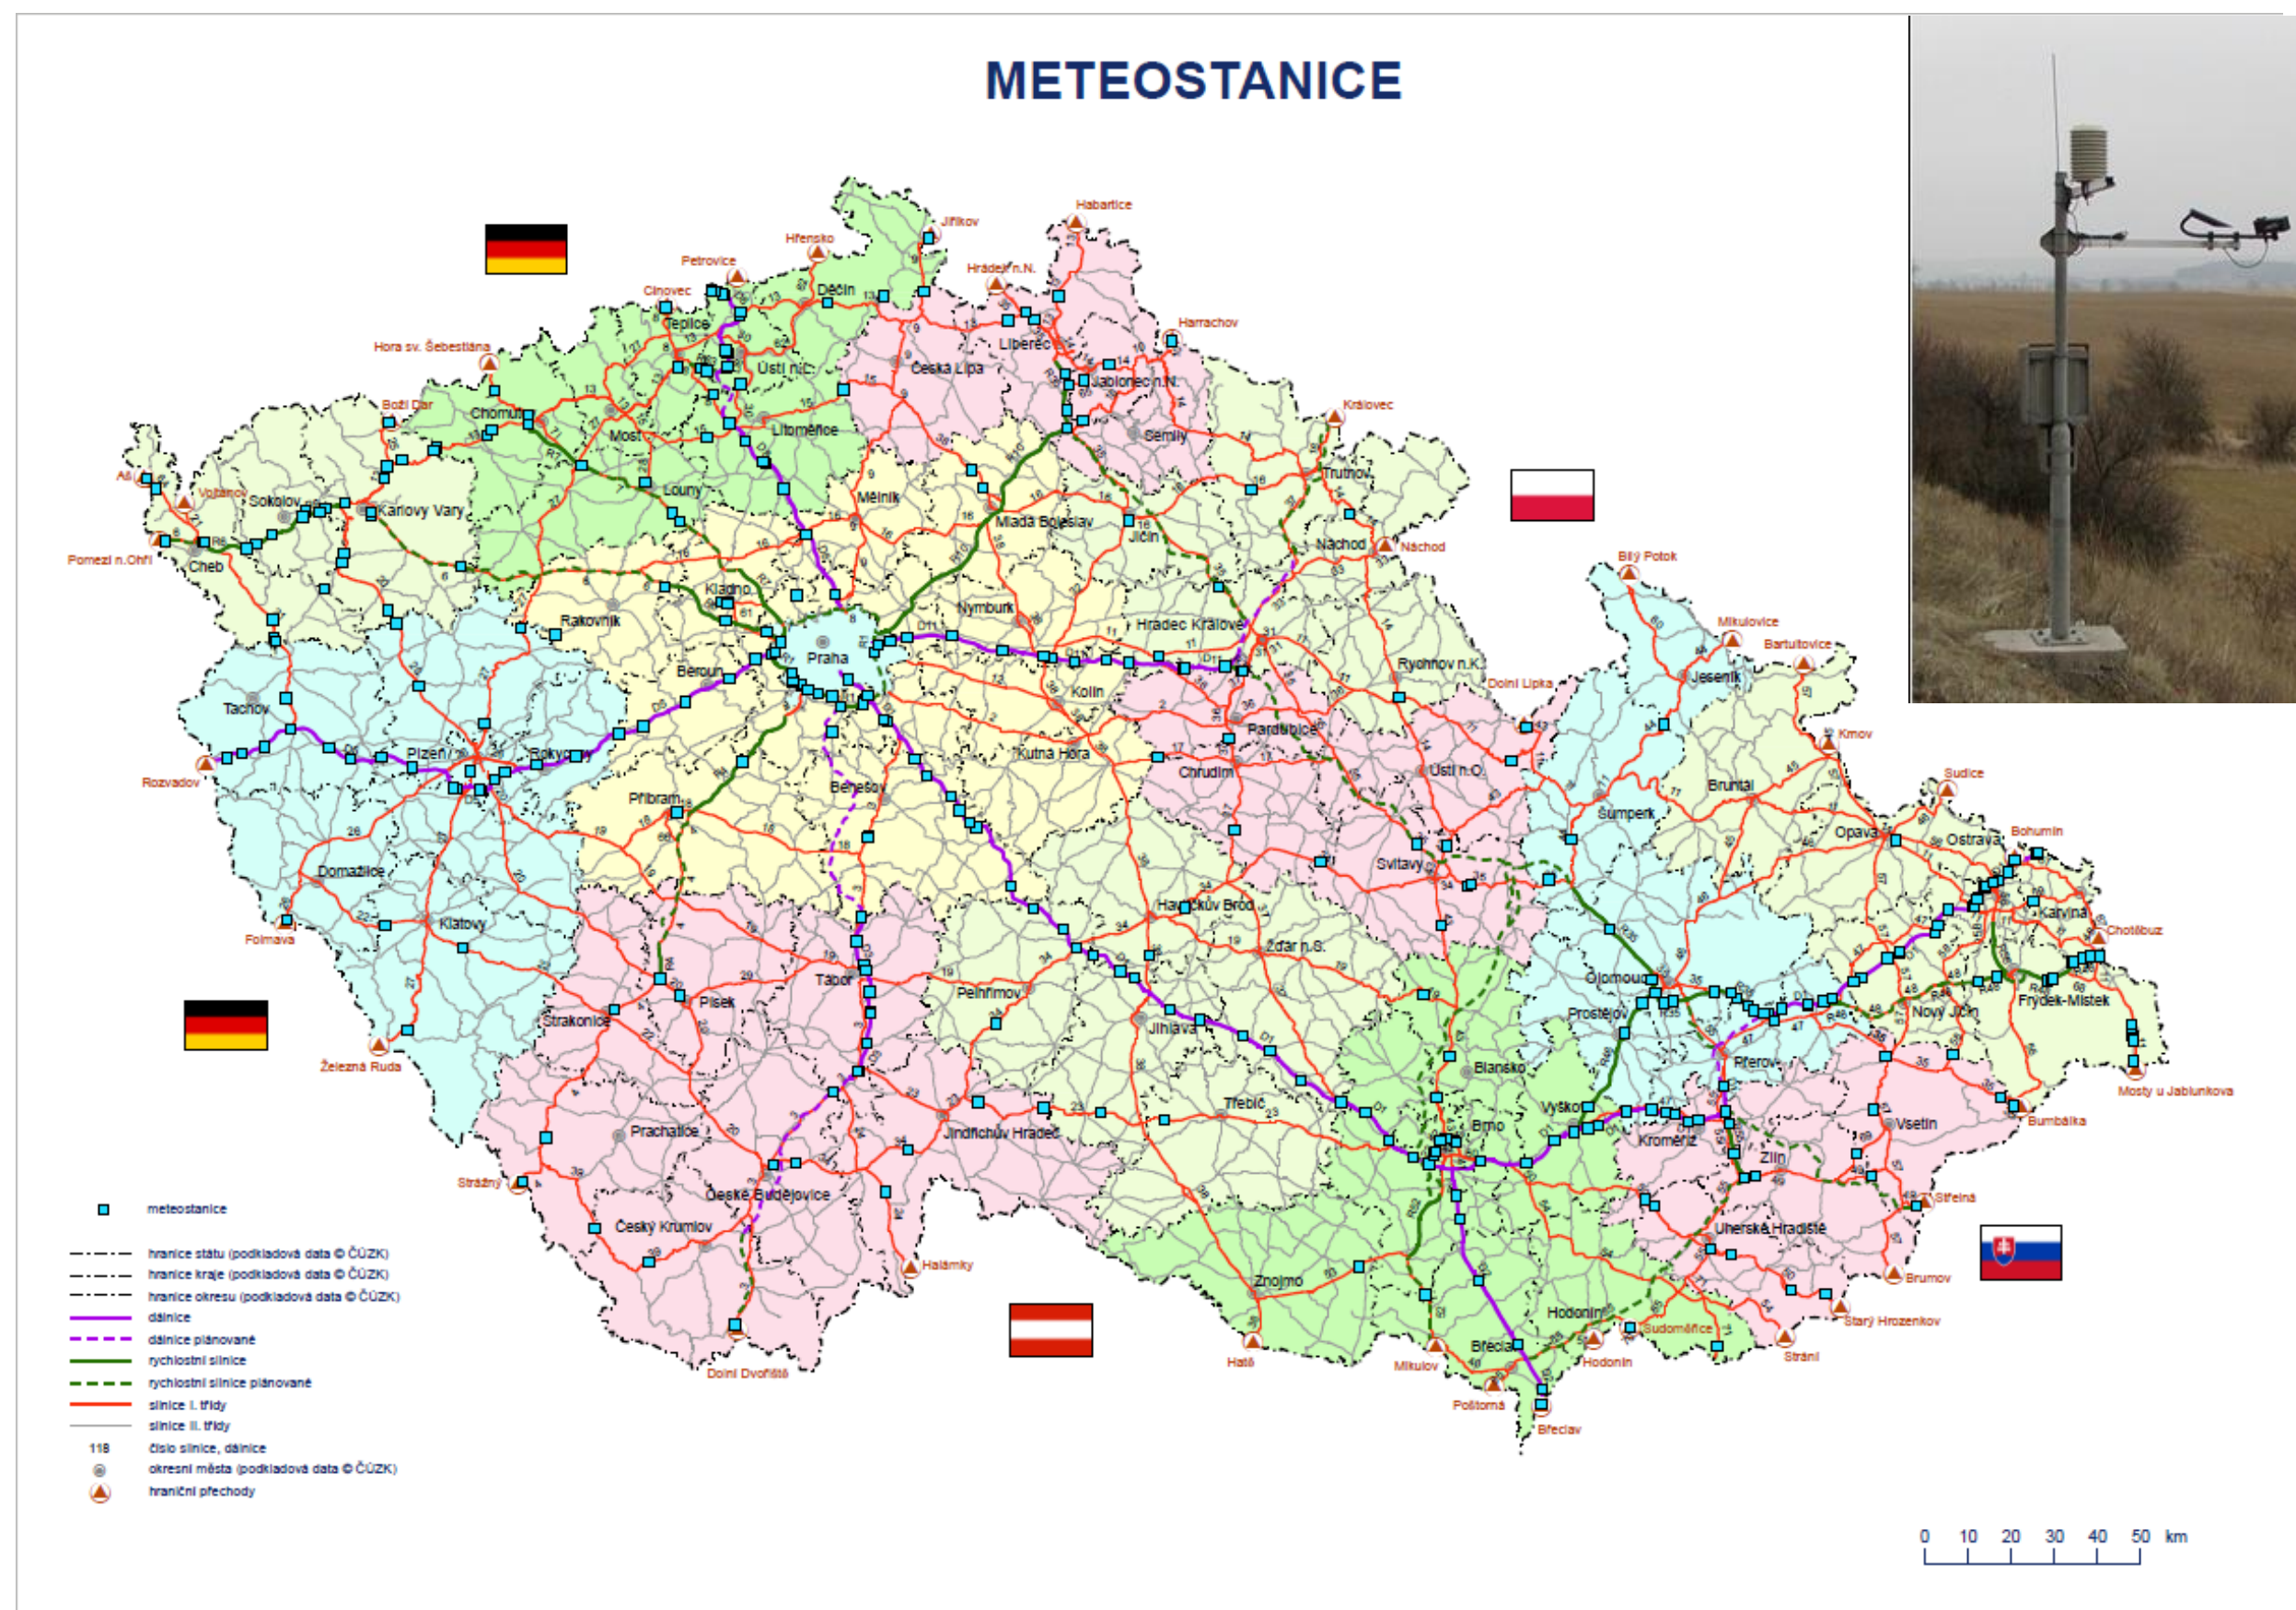 METEOSTANICE
Habartice
Jiříkov
Hřensko
Petrovice
Hrádek n.N.
Cínovec
Děčín
Teplice
Harrachov
Liberec
Hora sv. Šebestiána
Ústí n.L.
Česká Lípa
Jablonec n.N.
Boží Dar
Královec
Most
Litoměřice
Semily
Trutnov
Aš
Vojtanov
Sokolov
Louny
Mělník
Karlovy Vary
Mladá Boleslav
Jičín
Náchod
Náchod
Pomezí n.Ohří
Cheb
Bílý Potok
Kladno
Nymburk
Rakovník
Hradec Králové
Mikulovice
Bartultovice
Praha
Beroun
Rychnov n.K.
Jeseník
Dolní Lipka
Kolín
Tachov
Pardubice
Plzeň
Rokycany
Kutná Hora
Krnov
Rozvadov
Chrudim
Ústí n.O.
Sudice
Bruntál
Benešov
Příbram
Šumperk
Opava
Ostrava
Bohumín
Svitavy
Domažlice
Havlíčkův Brod
Karviná
Klatovy
Folmava
Žďár n.S.
Chotěbuz
Tábor
Olomouc
Pelhřimov
Písek
Frýdek-Místek
Strakonice
Jihlava
Prostějov
Nový Jičín
Železná Ruda
Blansko
Přerov
Mosty u Jablunkova
Třebíč
Vyškov
Bumbálka
Prachatice
Jindřichův Hradec
Brno
Kroměříž
Vsetín
Zlín
Strážný
České Budějovice
Střelná
meteostanice
Český Krumlov
Uherské Hradiště
hranice státu (podkladová data © ČÚZK)
Halámky
hranice kraje (podkladová data © ČÚZK)
Znojmo
Brumov
hranice okresu (podkladová data © ČÚZK)
dálnice
Hodonín
Starý Hrozenkov
Sudoměřice
dálnice plánované
Břeclav
rychlostní silnice
Hatě
Mikulov
Hodonín
Strání
Dolní Dvořiště
rychlostní silnice plánované
silnice I. třídy
Poštorná
silnice II. třídy
Břeclav
118 číslo silnice, dálnice
okresní města (podkladová data © ČÚZK)
hraniční přechody
0 10 20 30 40 50 km